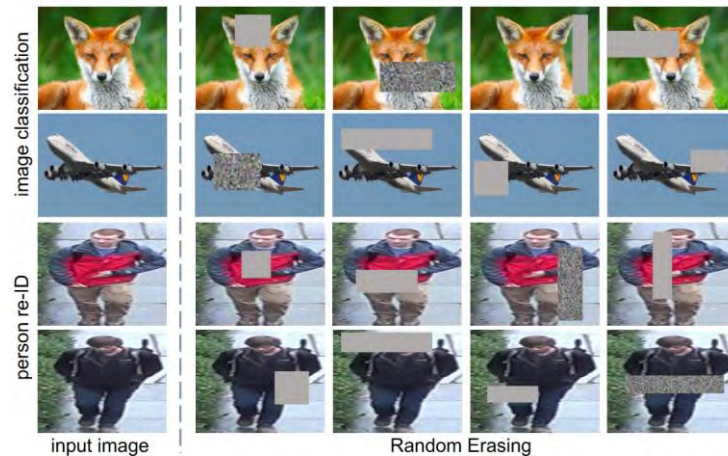 image classification
person re-ID
input image
Random Erasing